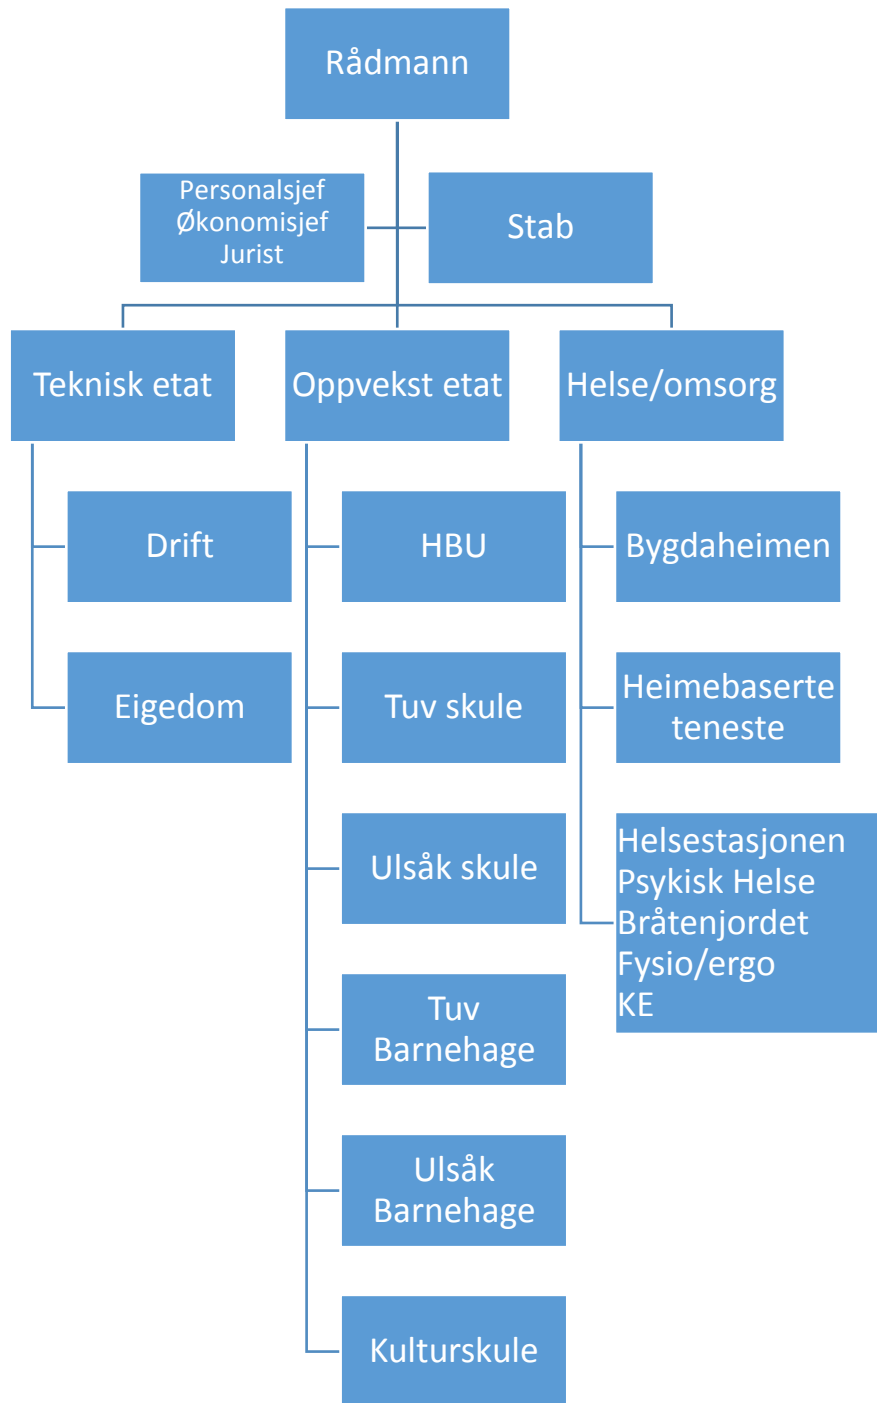 Rådmann
Personalsjef
Økonomisjef
Jurist
Stab
Teknisk etat
Oppvekst etat
Helse/omsorg
Drift
HBU
Bygdaheimen
Eigedom
Tuv skule
Heimebaserte
teneste
Ulsåk skule
Helsestasjonen
Psykisk Helse
Bråtenjordet
Fysio/ergo
KE
Tuv
Barnehage
Ulsåk
Barnehage
Kulturskule